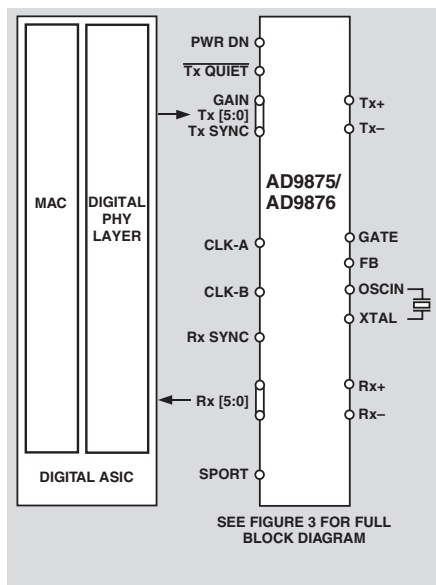 PWR DN
Tx QUIET
GAIN
Tx [5:0]
Tx SYNC
Tx+
Tx–
MAC
DIGITAL
PHY
LAYER
AD9875/
AD9876
CLK-A
CLK-B
Rx SYNC
Rx [5:0]
GATE
FB
OSCIN
XTAL
Rx+
Rx–
DIGITAL ASIC
SPORT
SEE FIGURE 3 FOR FULL
BLOCK DIAGRAM